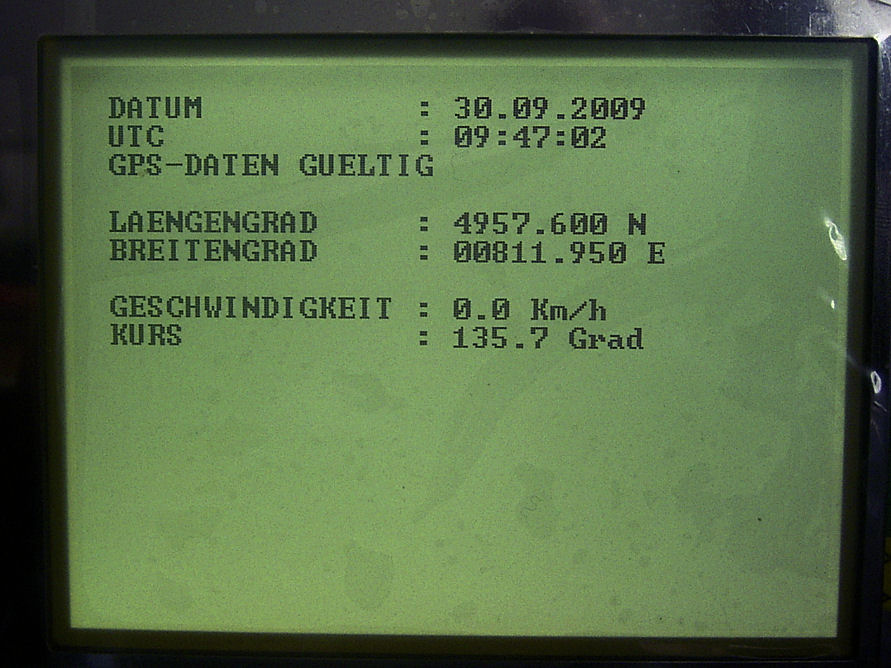 DATUM : 30.09.2009
UTC : 09:47:02
GPS-DATEN GUELTIG
LAENGENGRAD : 4957.600 N
BREITENGRAD : 00811.950 E
GESCHWINDIGKEIT : 0.0 Km/h
KURS : 135.7 Grad